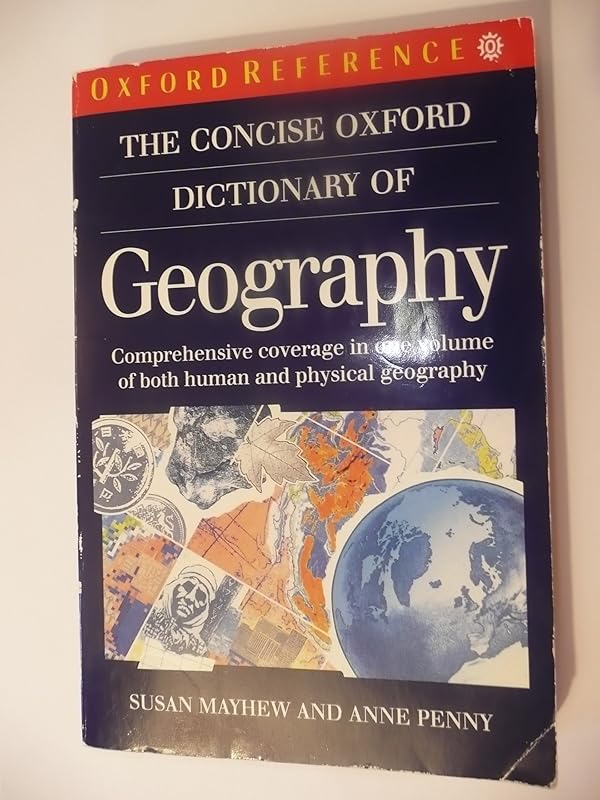 OXFORD REFERENCE
THE CONCISE OXFORD
DICTIONARY OF
Geography
Comprehensive coverage in one volume
of both human and physical geography
SUSAN MAYHEW AND ANNE PENNY